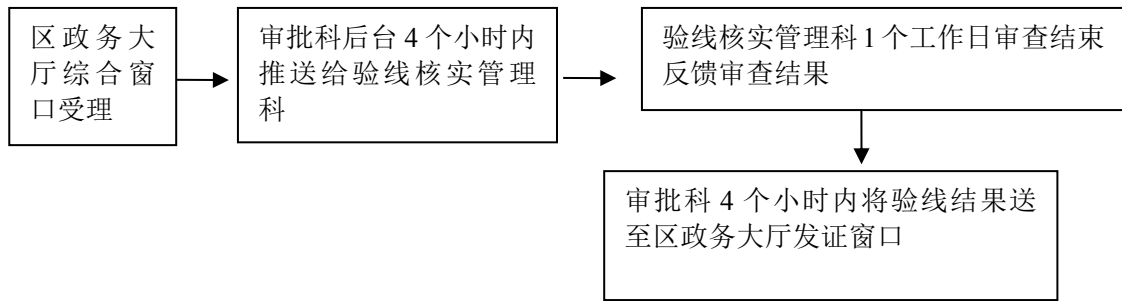 区政务大
厅综合窗
口受理
审批科后台 4 个小时内
推送给验线核实管理
科
验线核实管理科 1 个工作日审查结束
反馈审查结果
审批科 4 个小时内将验线结果送
至区政务大厅发证窗口